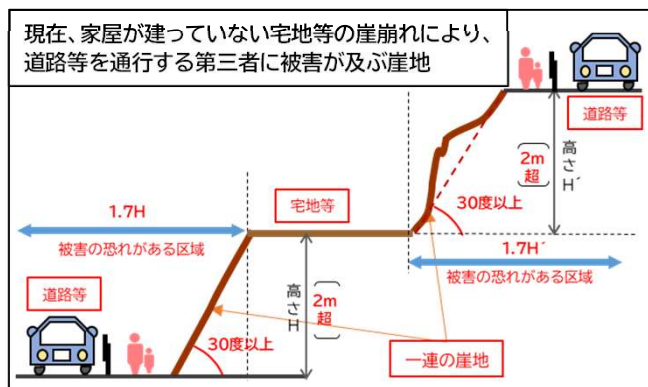 現在、家屋が建っていない宅地等の崖崩れにより、
道路等を通行する第三者に被害が及ぶ崖地
道路等
高さH´
2m超
30度以上
1.7H
宅地等
被害の恐れがある区域
1.7H´
被害の恐れがある区域
道路等
高さH
2m超
30度以上
一連の崖地